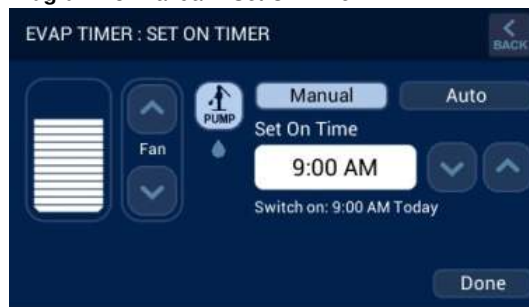 EVAP TIMER : SET ON TIMER
BACK
Manual
Auto
PUMP
Fan
Set On Time
9:00 AM
Switch on: 9:00 AM Today
Done